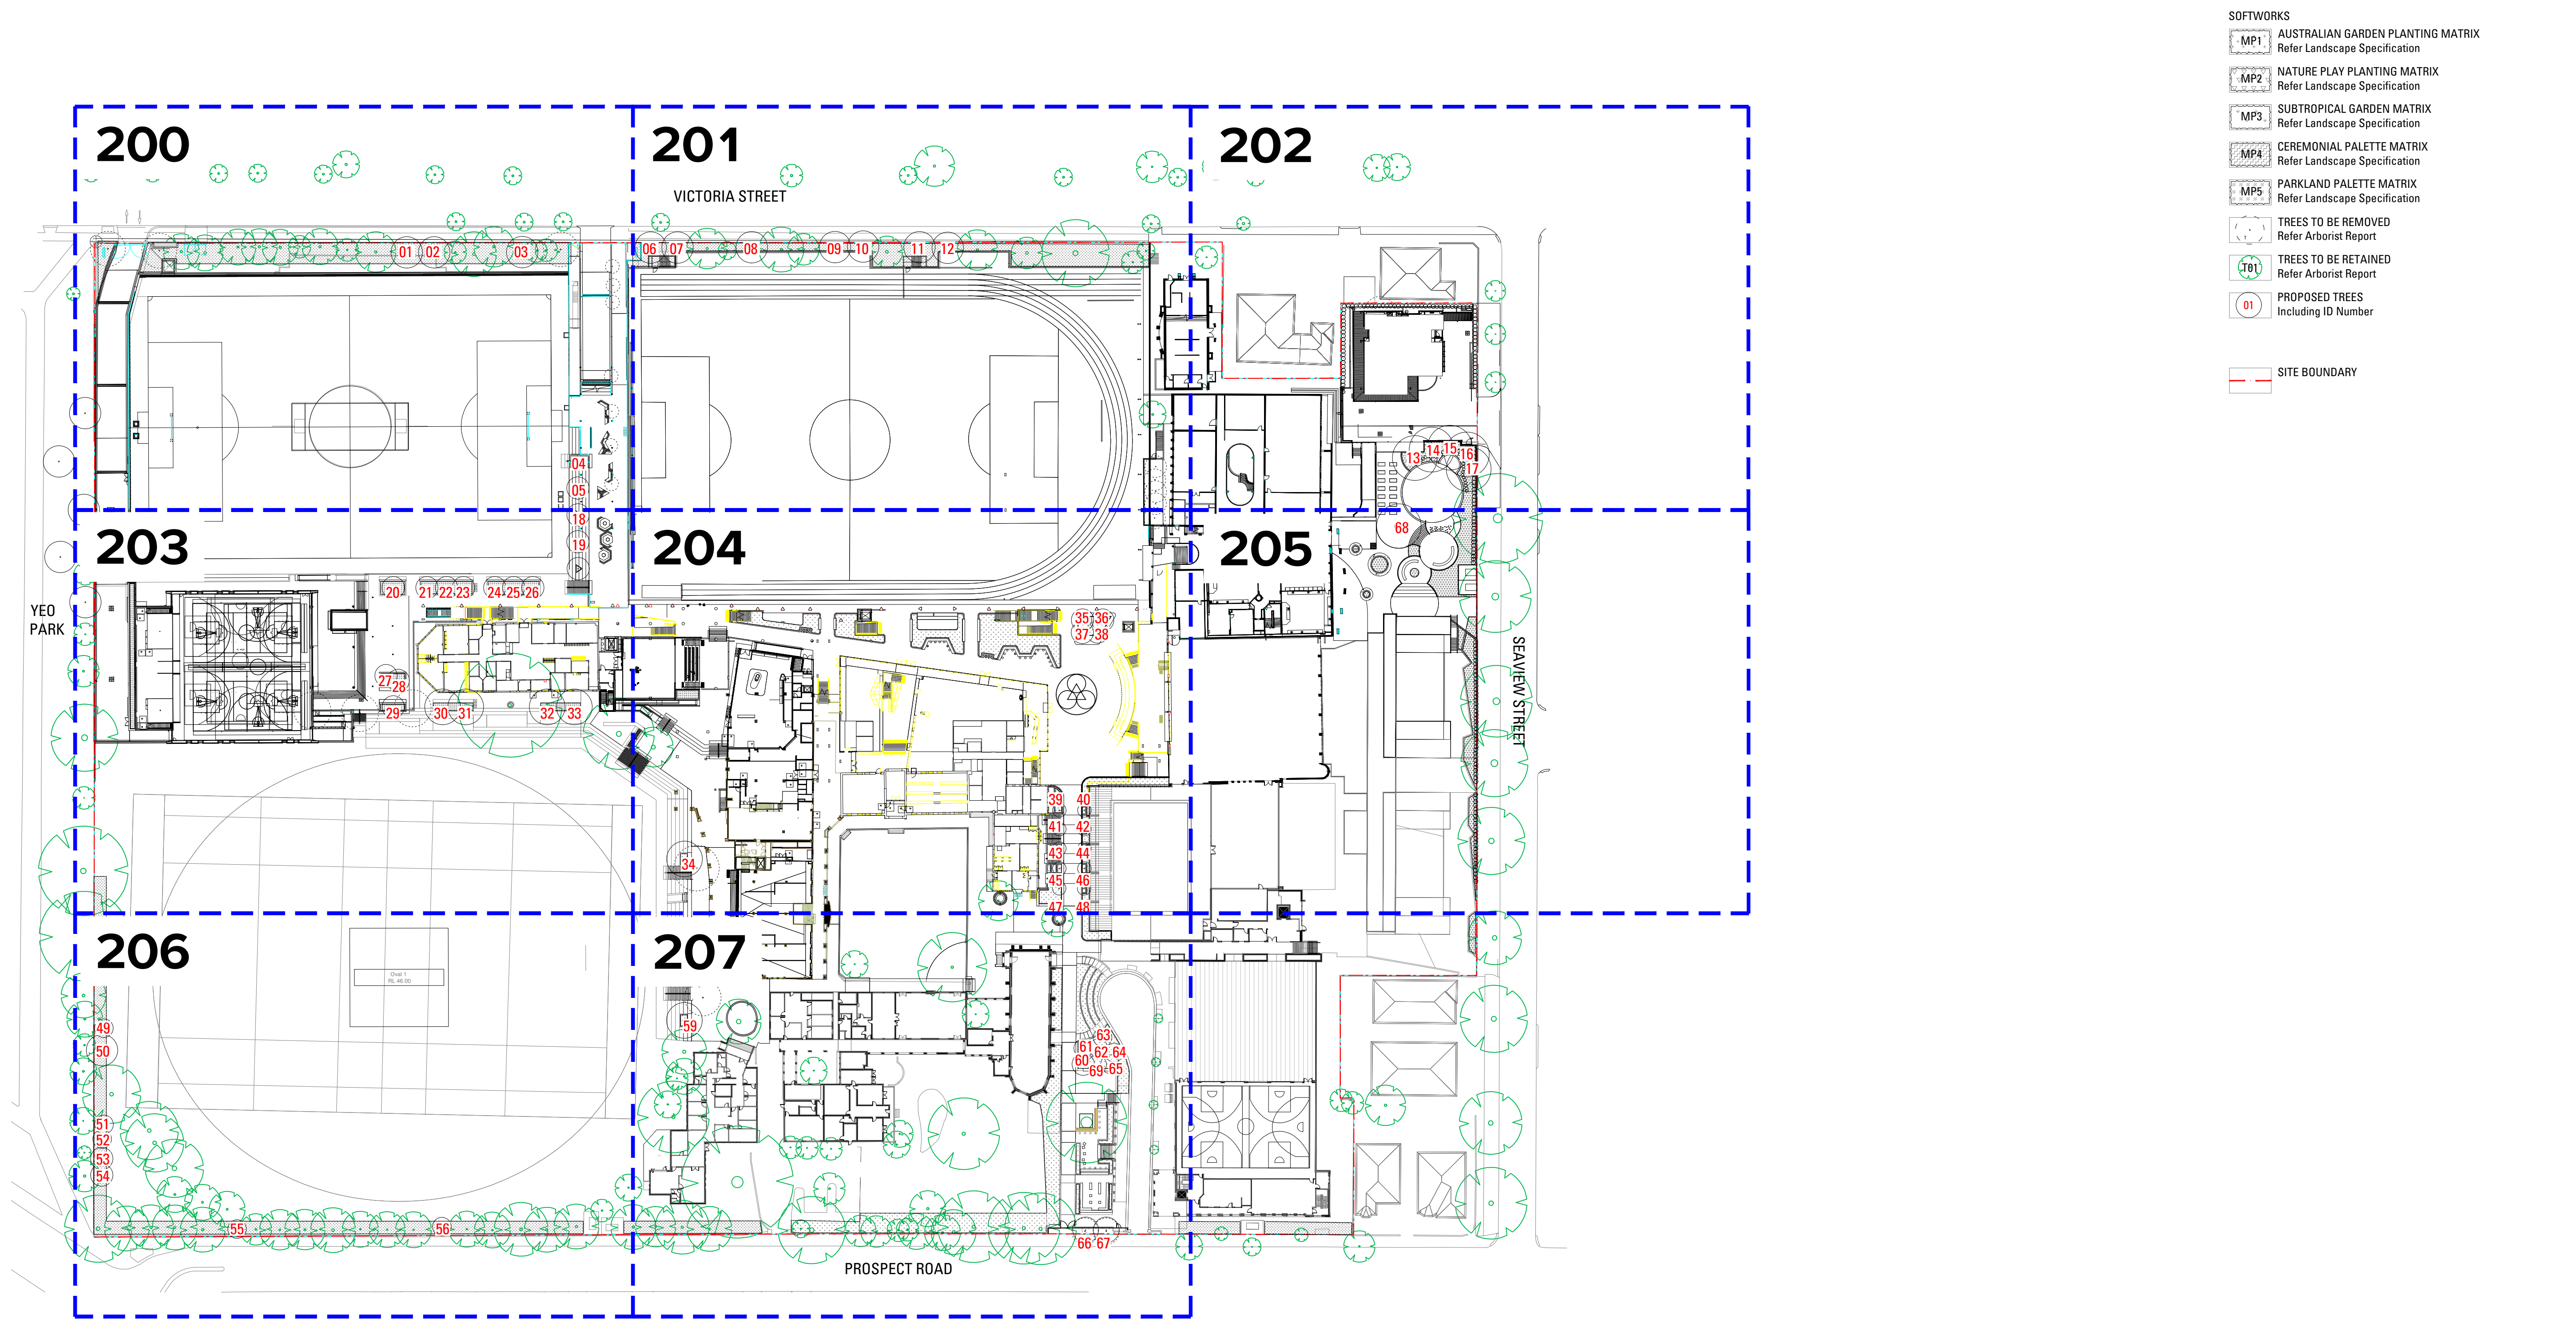 SOFTWORKS
MP1 AUSTRALIAN GARDEN PLANTING MATRIX
Refer Landscape Specification
MP2 NATURE PLAY PLANTING MATRIX
Refer Landscape Specification
MP3 SUBTROPICAL GARDEN MATRIX
Refer Landscape Specification
MP4 CEREMONIAL PALETTE MATRIX
Refer Landscape Specification
MP5 PARKLAND PALETTE MATRIX
Refer Landscape Specification
TREES TO BE REMOVED
Refer Arborist Report
T01 TREES TO BE RETAINED
Refer Arborist Report
01 PROPOSED TREES
Including ID Number
SITE BOUNDARY
200 201 202
VICTORIA STREET
01 02 03 06 07 08 09 10 11 12
04
05
13 14 15 16 17
18
19
203 204 205
68
YEO
PARK
20 21 22 23 24 25 26
35 36
37 38
27 28
29 30 31 32 33
SEAVIEW STREET
39 40
41 42
43 44
45 46
47 48
34
206 207
Oval 1
RL 46.00
49
50
51
52
53
54
55 56
59
63
61 62 64
60 69 65
66 67
PROSPECT ROAD